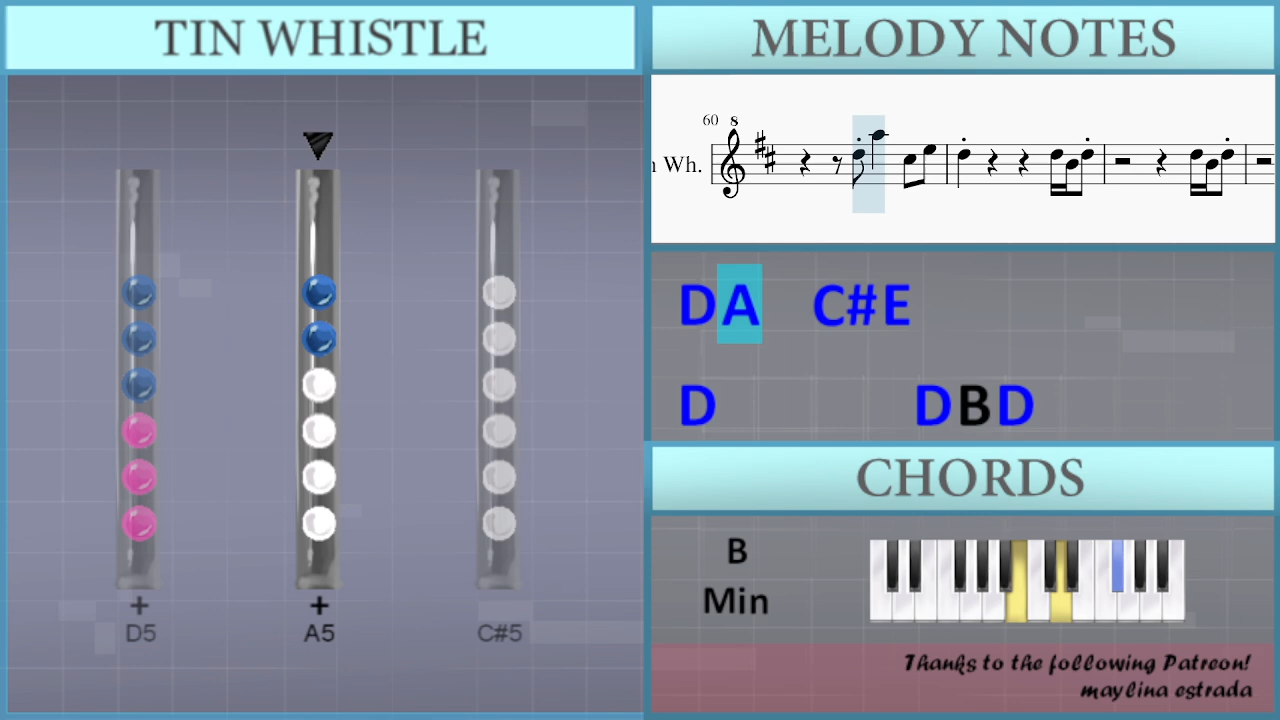 TIN WHISTLE
+
D5
+
A5
C#5
MELODY NOTES
60
8
Wh.
DA C#E
D DBD
CHORDS
B
Min
Thanks to the following Patreon!
maylina estrada